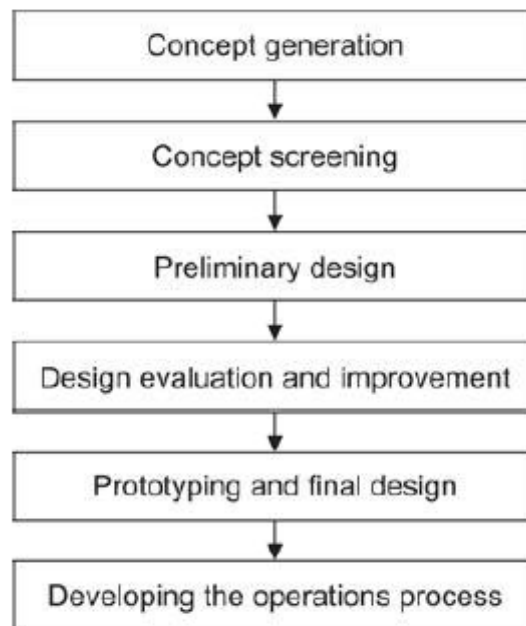 Concept generation
Concept screening
Preliminary design
Design evaluation and improvement
Prototyping and final design
Developing the operations process